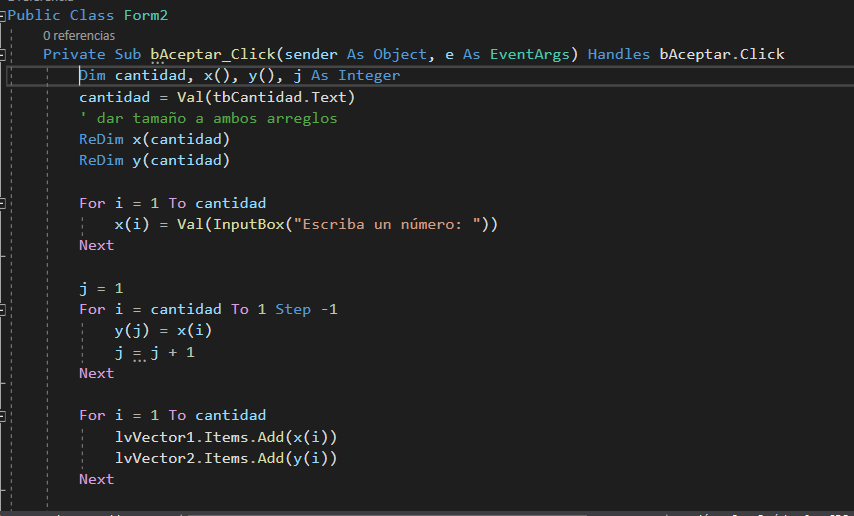 Public Class Form2
0 referencias
Private Sub bAceptar_Click(sender As Object, e As EventArgs) Handles bAceptar.Click
Dim cantidad, x(), y(), j As Integer
cantidad = Val(tbCantidad.Text)
' dar tamaño a ambos arreglos
ReDim x(cantidad)
ReDim y(cantidad)
For i = 1 To cantidad
x(i) = Val(InputBox("Escriba un número: "))
Next
j = 1
For i = cantidad To 1 Step -1
y(j) = x(i)
j = j + 1
Next
For i = 1 To cantidad
lvVector1.Items.Add(x(i))
lvVector2.Items.Add(y(i))
Next